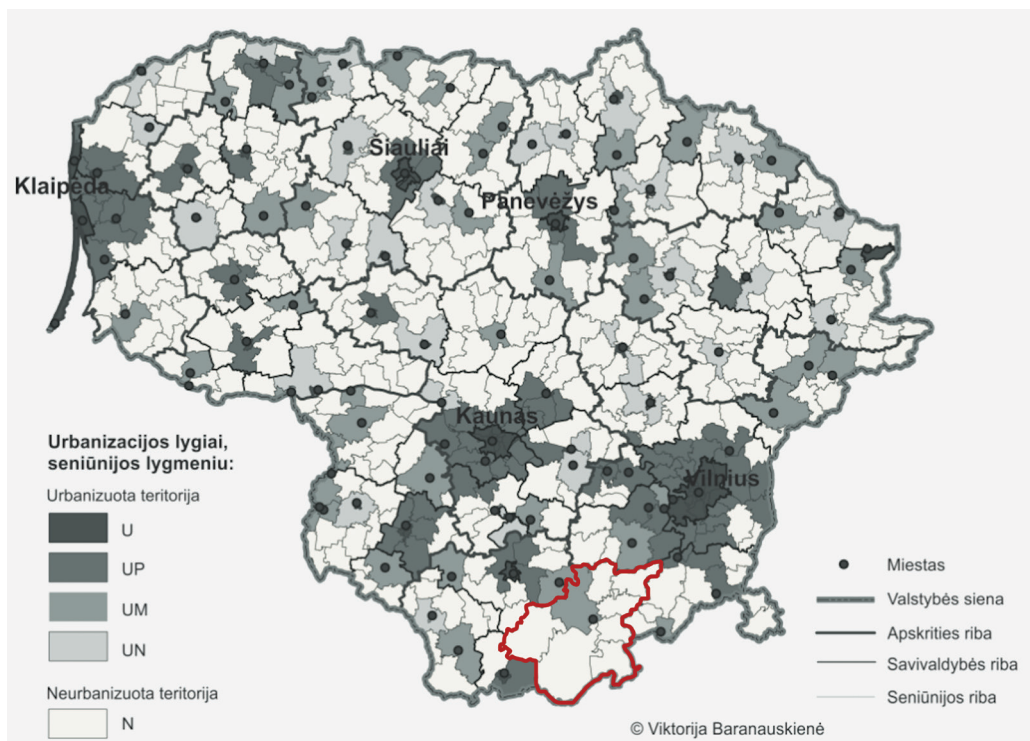 Šiauliai
Klaipėda
Panevėžys
Kaunas
Vilnius
Urbanizacijos lygiai,
seniūnijos lygmeniu:
Urbanizuota teritorija
U
UP
UM
UN
Neurbanizuota teritorija
N
Miestas
Valstybės siena
Apskrities riba
Savivaldybės riba
Seniūnijos riba
© Viktorija Baranauskienė